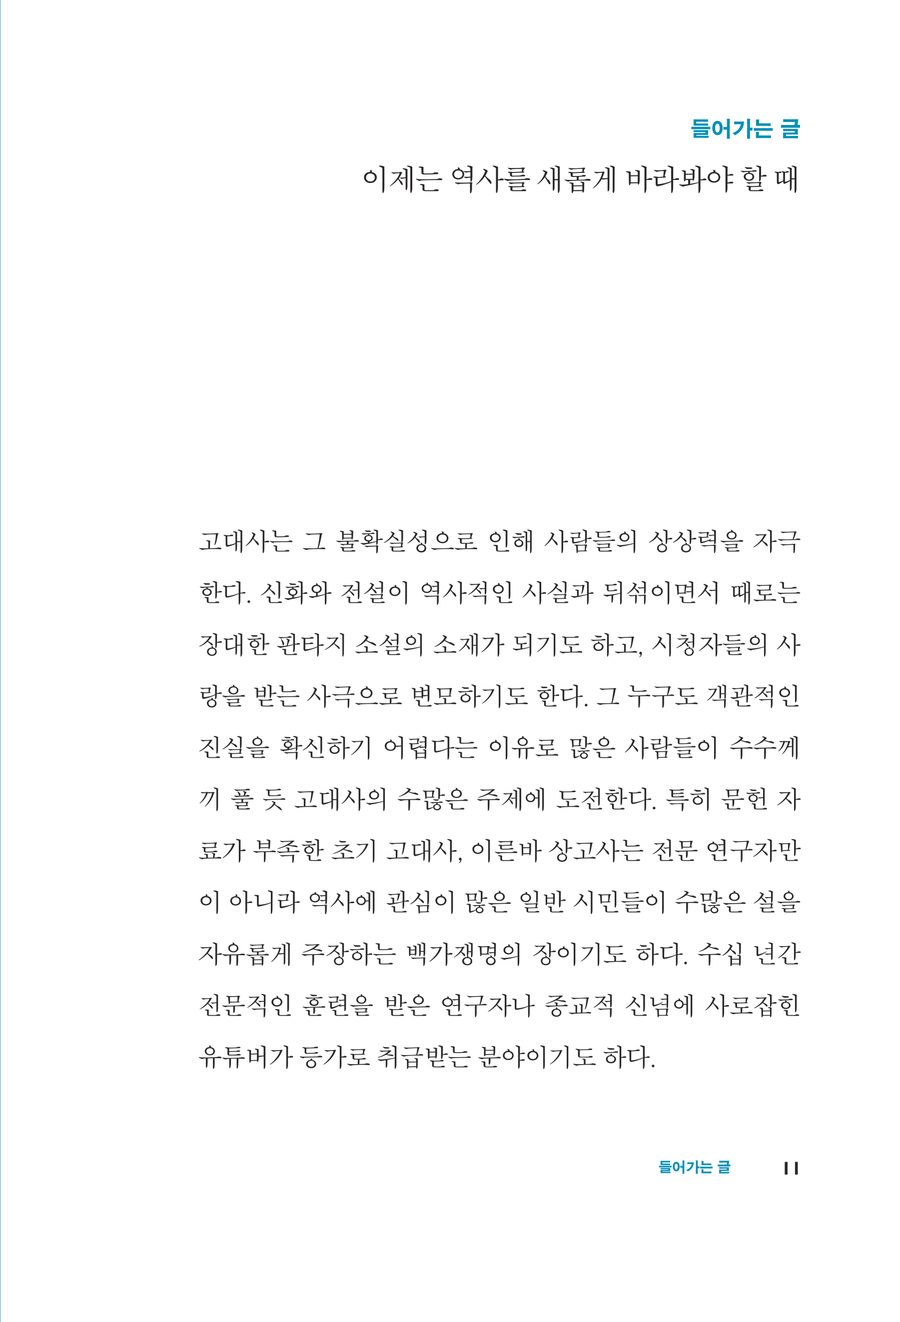 들어가는 글
이제는 역사를 새롭게 바라봐야 할 때
고대사는 그 불확실성으로 인해 사람들의 상상력을 자극
한다. 신화와 전설이 역사적인 사실과 뒤섞이면서 때로는
장대한 판타지 소설의 소재가 되기도 하고, 시청자들의 사
랑을 받는 사극으로 변모하기도 한다. 그 누구도 객관적인
진실을 확신하기 어렵다는 이유로 많은 사람들이 수수께
끼 풀 듯 고대사의 수많은 주제에 도전한다. 특히 문헌 자
료가 부족한 초기 고대사, 이른바 상고사는 전문 연구자만
이 아니라 역사에 관심이 많은 일반 시민들이 수많은 설을
자유롭게 주장하는 백가쟁명의 장이기도 하다. 수십 년간
전문적인 훈련을 받은 연구자나 종교적 신념에 사로잡힌
유튜버가 등가로 취급받는 분야이기도 하다.
들어가는 글 11